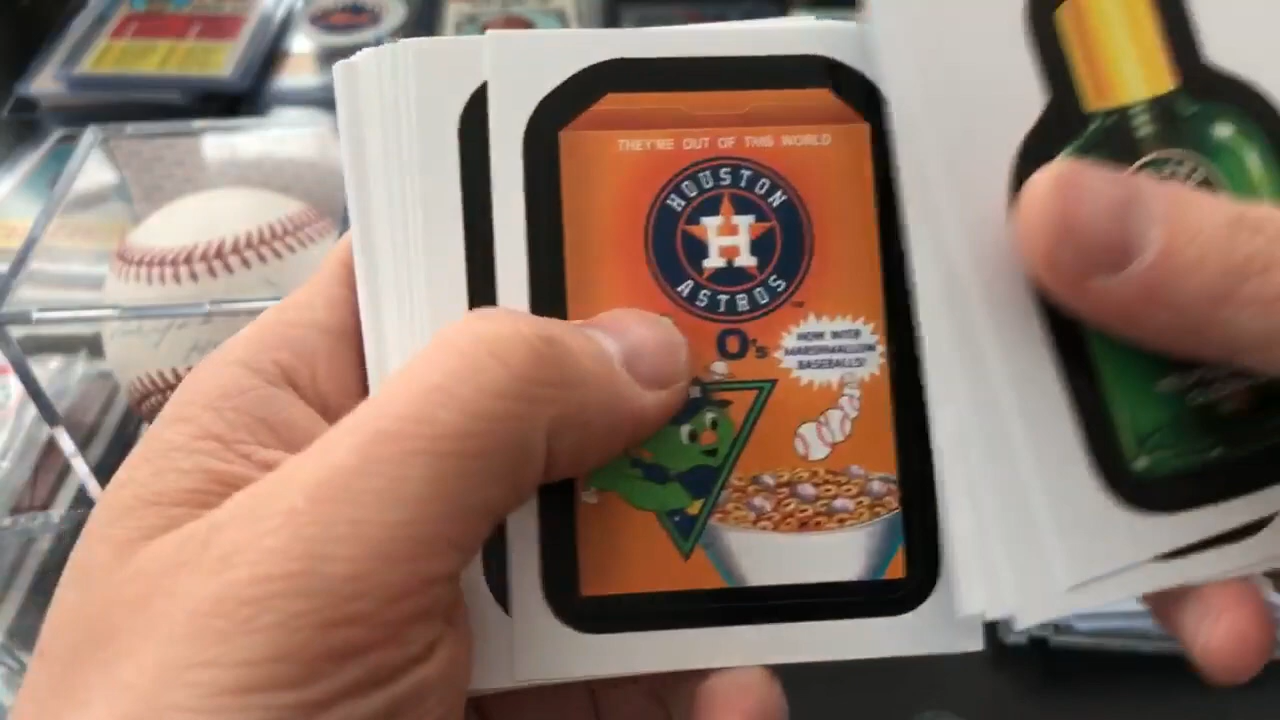 THEY'RE OUT OF THIS WORLD
HOUSTON
H
ASTROS
O's
NOW WITH
MARSHMALLOW
BASEBALLS!